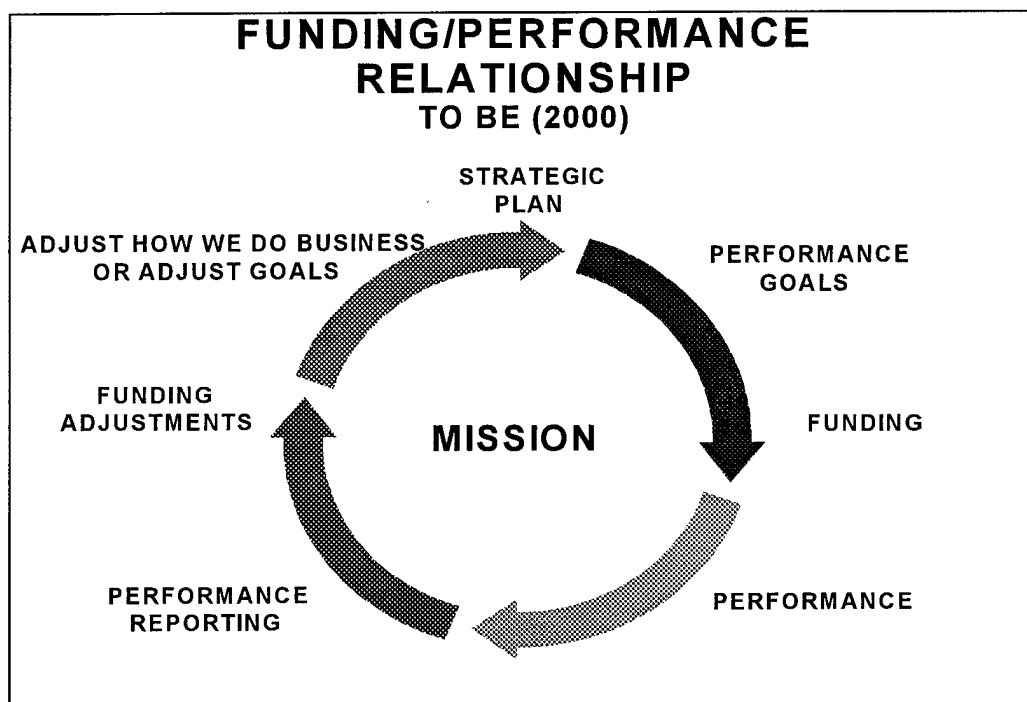 FUNDING/PERFORMANCE
RELATIONSHIP
TO BE (2000)
STRATEGIC
PLAN
ADJUST HOW WE DO BUSINESS
OR ADJUST GOALS
PERFORMANCE
GOALS
FUNDING
ADJUSTMENTS
MISSION
FUNDING
PERFORMANCE
REPORTING
PERFORMANCE